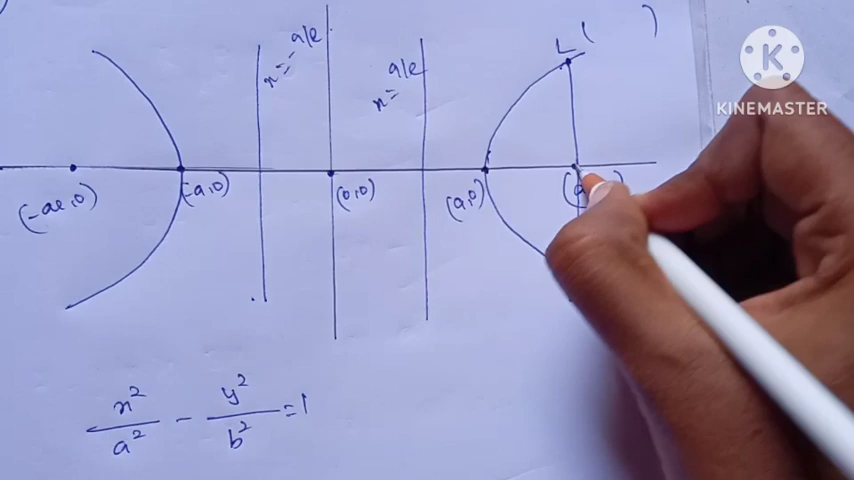 x = -a/e
x = a/e
L (    )
K
KINEMASTER
(-ae,0)
(-a,0)
(0,0)
(a,0)
(a
x²/a² - y²/b² = 1